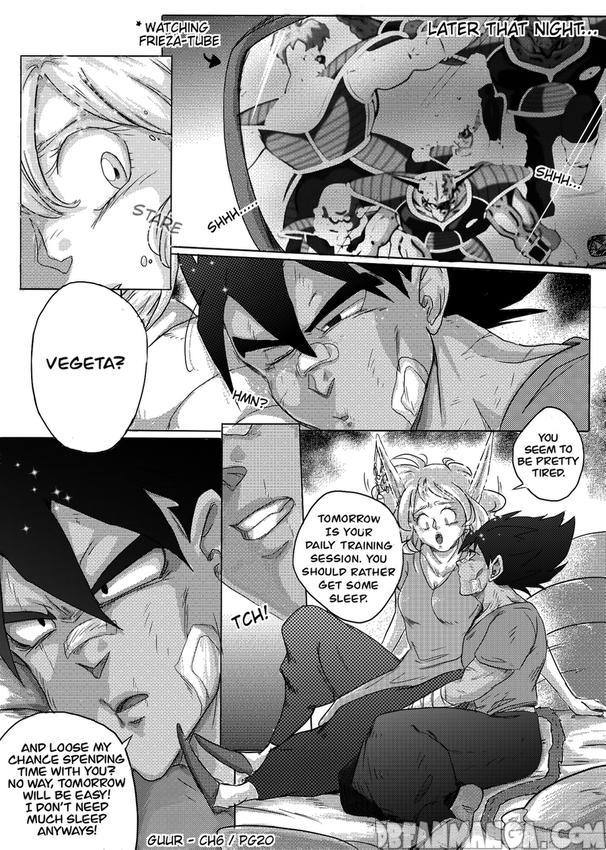 * WATCHING
FRIEZA-TUBE
LATER THAT NIGHT...
STARE
SHHH....
SHHH...
VEGETA?
HMN?
YOU
SEEM TO
BE PRETTY
TIRED.
TOMORROW
IS YOUR
DAILY TRAINING
SESSION. YOU
SHOULD RATHER
GET SOME
SLEEP.
TCH!
AND LOOSE MY
CHANCE SPENDING
TIME WITH YOU?
NO WAY, TOMORROW
WILL BE EASY!
I DON'T NEED
MUCH SLEEP
ANYWAYS!
GUUR - CH6 / PG20
DBFANMANGA.COM